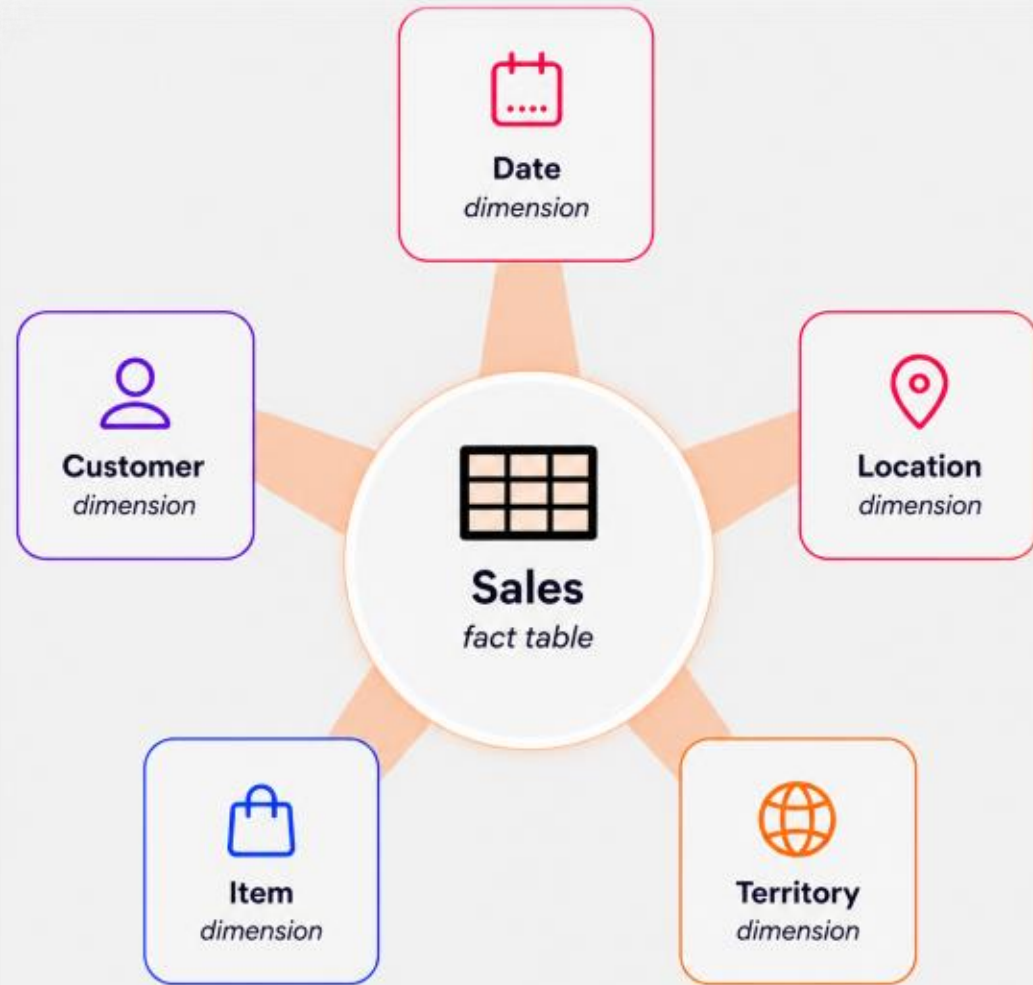 Date
dimension
Customer
dimension
Location
dimension
Sales
fact table
Item
dimension
Territory
dimension